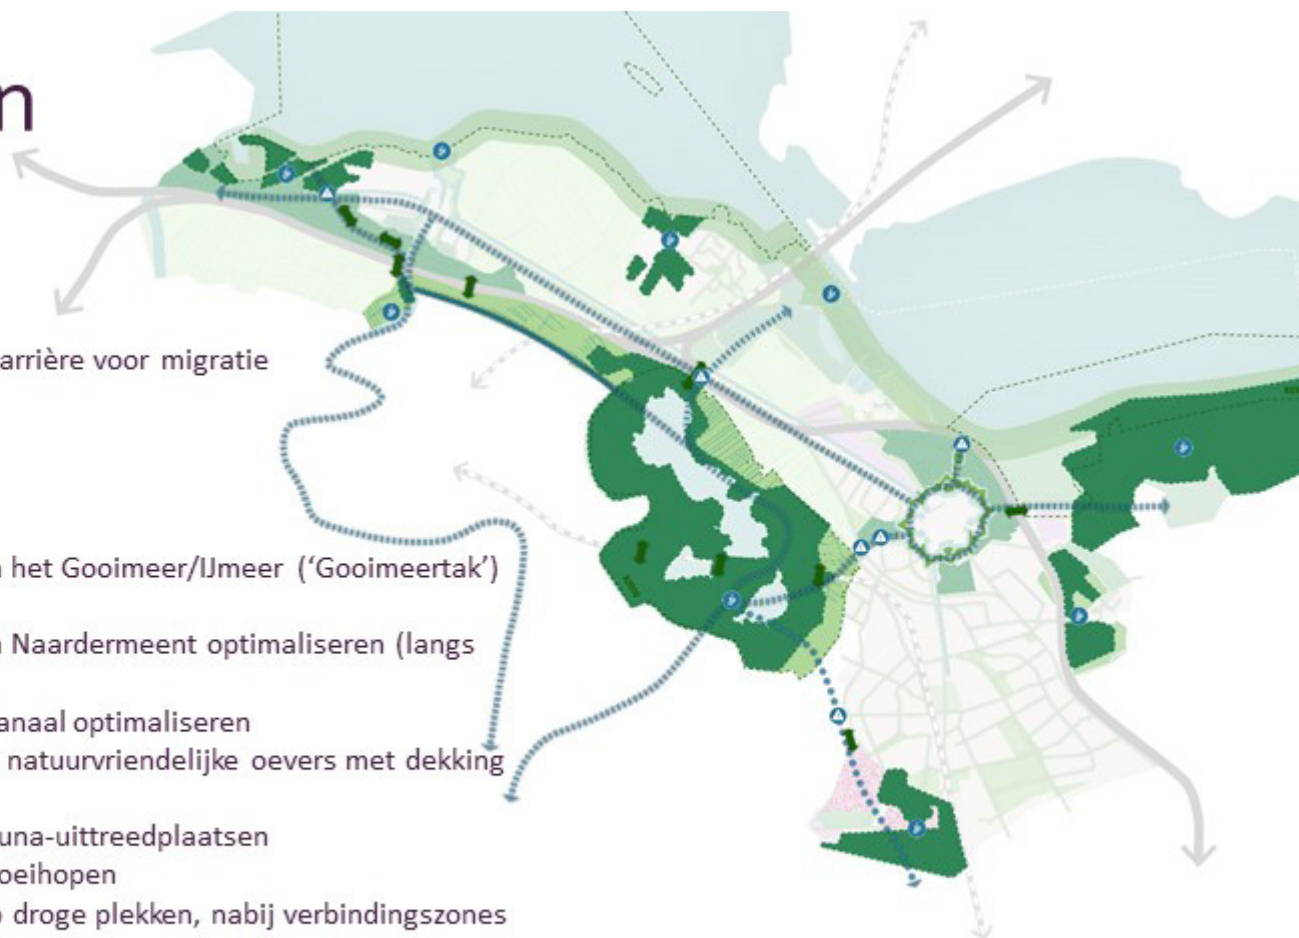 n
arrière voor migratie
n het Gooimeer/IJmeer (‘Gooimeertak’)
n Naardermeent optimaliseren (langs
anaal optimaliseren
natuurvriendelijke oevers met dekking
una-uittreedplaatsen
oeihopen
droge plekken, nabij verbindingszones